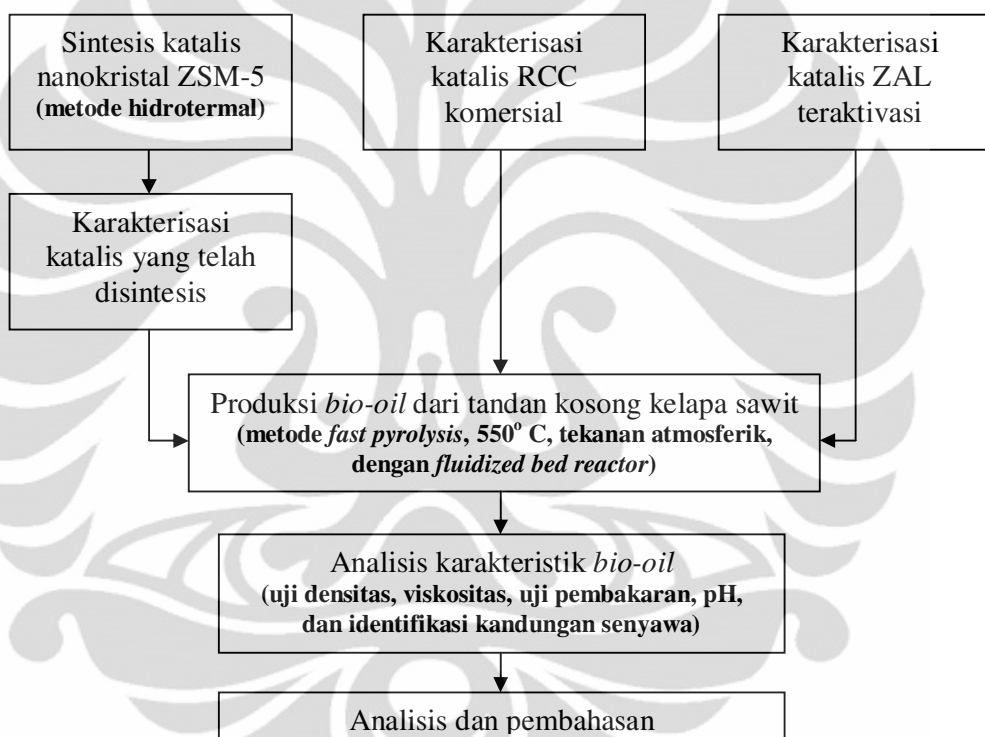 Sintesis katalis
nanokristal ZSM-5
(metode hidrotermal)
Karakterisasi
katalis RCC
komersial
Karakterisasi
katalis ZAL
teraktivasi
Karakterisasi
katalis yang telah
disintesis
Produksi bio-oil dari tandan kosong kelapa sawit
(metode fast pyrolysis, 550° C, tekanan atmosferik,
dengan fluidized bed reactor)
Analisis karakteristik bio-oil
(uji densitas, viskositas, uji pembakaran, pH,
dan identifikasi kandungan senyawa)
Analisis dan pembahasan